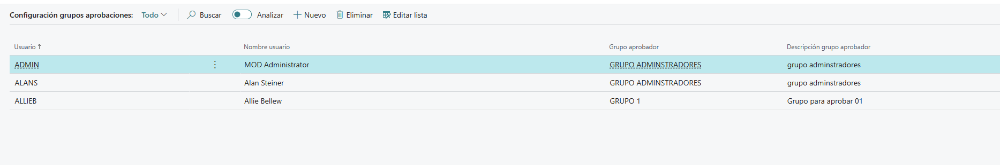 Configuración grupos aprobaciones: Todo Buscar Analizar Nuevo Eliminar Editar lista
Usuario Nombre usuario Grupo aprobador Descripción grupo aprobador
ADMIN MOD Administrator GRUPO ADMINSTRADORES grupo adminstradores
ALANS Alan Steiner GRUPO ADMINSTRADORES grupo adminstradores
ALLIEB Allie Bellew GRUPO 1 Grupo para aprobar 01